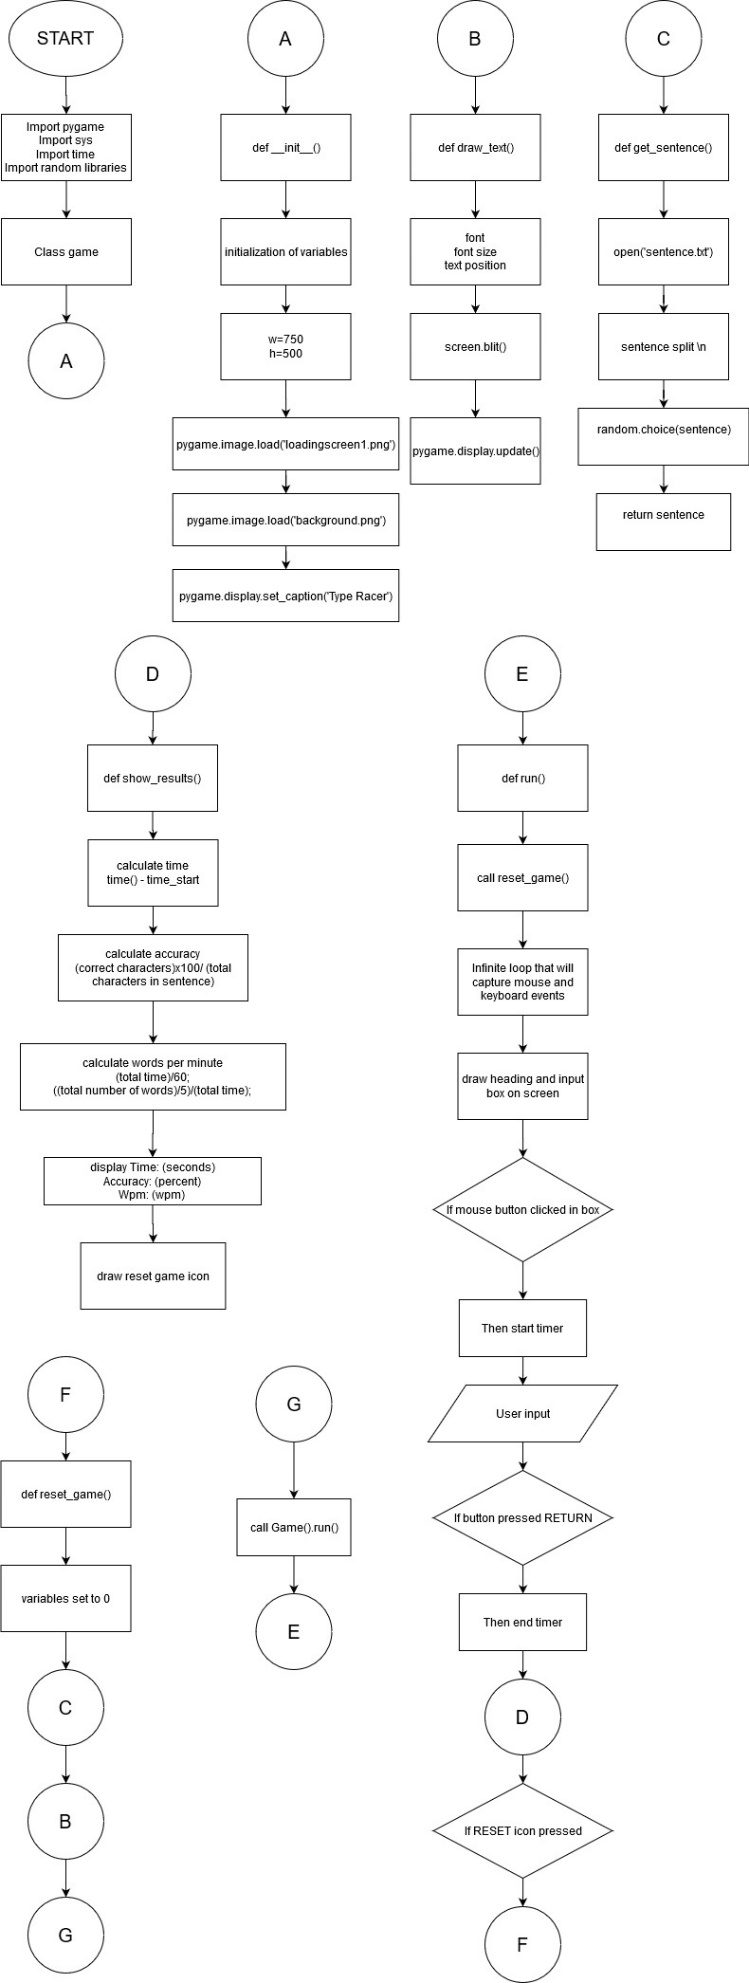 START
Import pygame
Import sys
Import time
Import random libraries
Class game
A
A
def __init__()
initialization of variables
w=750
h=500
pygame.image.load('loadingscreen1.png')
pygame.image.load('background.png')
pygame.display.set_caption('Type Racer')
B
def draw_text()
font
font size
text position
screen.blit()
pygame.display.update()
C
def get_sentence()
open('sentence.txt')
sentence split \n
random.choice(sentence)
return sentence
D
def show_results()
calculate time
time() - time_start
calculate accuracy
(correct characters)x100/ (total
characters in sentence)
calculate words per minute
(total time)/60;
((total number of words)/5)/(total time);
display Time: (seconds)
Accuracy: (percent)
Wpm: (wpm)
draw reset game icon
E
def run()
call reset_game()
Infinite loop that will
capture mouse and
keyboard events
draw heading and input
box on screen
If mouse button clicked in box
Then start timer
User input
If button pressed RETURN
Then end timer
D
If RESET icon pressed
F
F
def reset_game()
variables set to 0
C
B
G
G
call Game().run()
E